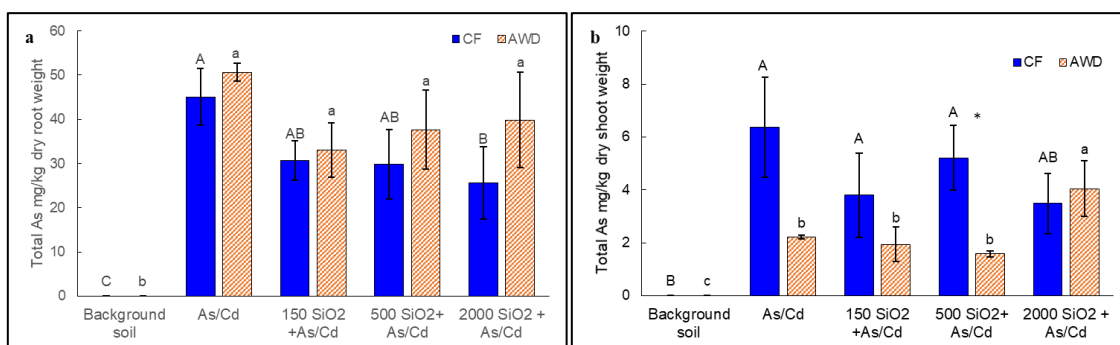 a
CF AWD
Total As mg/kg dry root weight
60
50
40
30
20
10
0
C b
A a
AB a
AB a
B a
Background soil
As/Cd
150 SiO2 +As/Cd
500 SiO2+ As/Cd
2000 SiO2 + As/Cd
b
CF AWD
Total As mg/kg dry shoot weight
10
8
6
4
2
0
B c
A b
A b
A * b
AB a
Background soil
As/Cd
150 SiO2 +As/Cd
500 SiO2+ As/Cd
2000 SiO2 + As/Cd